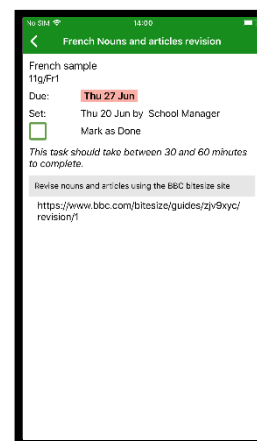 No SIM 14:00
French Nouns and articles revision
French sample
11g/Fr1
Due: Thu 27 Jun
Set: Thu 20 Jun by School Manager
Mark as Done
This task should take between 30 and 60 minutes
to complete.
Revise nouns and articles using the BBC bitesize site
https://www.bbc.com/bitesize/guides/zjv9xyc/
revision/1